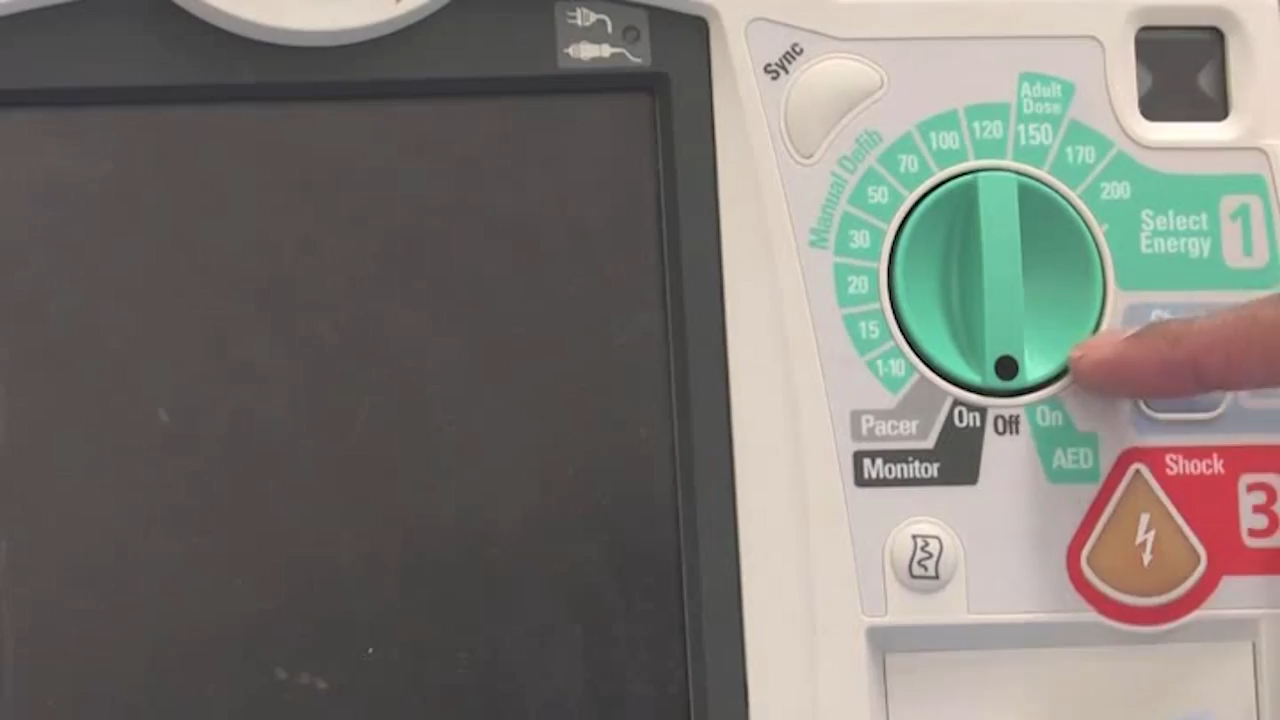 Sync
Adult
Dose
Manual Defib
1-10
15
20
30
50
70
100
120
150
170
200
Select
Energy
1
Pacer
Monitor
On
Off
On
AED
Shock
3